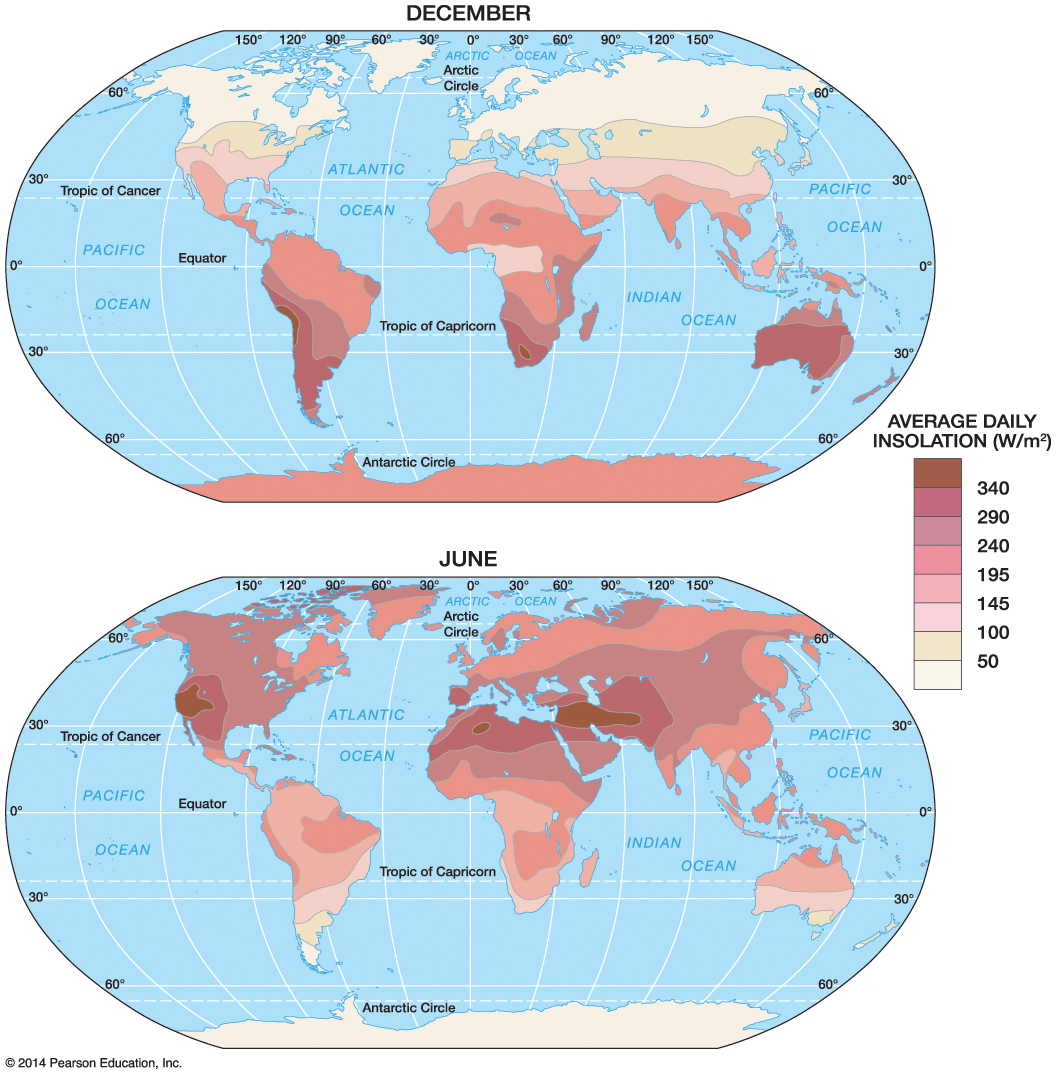 DECEMBER
150° 120° 90° 60° 30° 0° 30° 60° 90° 120° 150°
ARCTIC OCEAN
Arctic
Circle
60° 60°
ATLANTIC
30° 30°
Tropic of Cancer
PACIFIC
OCEAN
OCEAN
PACIFIC
Equator
0° 0°
OCEAN
INDIAN
Tropic of Capricorn
OCEAN
30° 30°
60° 60°
Antarctic Circle
AVERAGE DAILY
INSOLATION (W/m²)
340
290
240
195
145
100
50
JUNE
150° 120° 90° 60° 30° 0° 30° 60° 90° 120° 150°
ARCTIC OCEAN
Arctic
Circle
60° 60°
ATLANTIC
30° 30°
Tropic of Cancer
PACIFIC
OCEAN
OCEAN
PACIFIC
Equator
0° 0°
OCEAN
INDIAN
OCEAN
Tropic of Capricorn
30° 30°
60° 60°
Antarctic Circle
© 2014 Pearson Education, Inc.